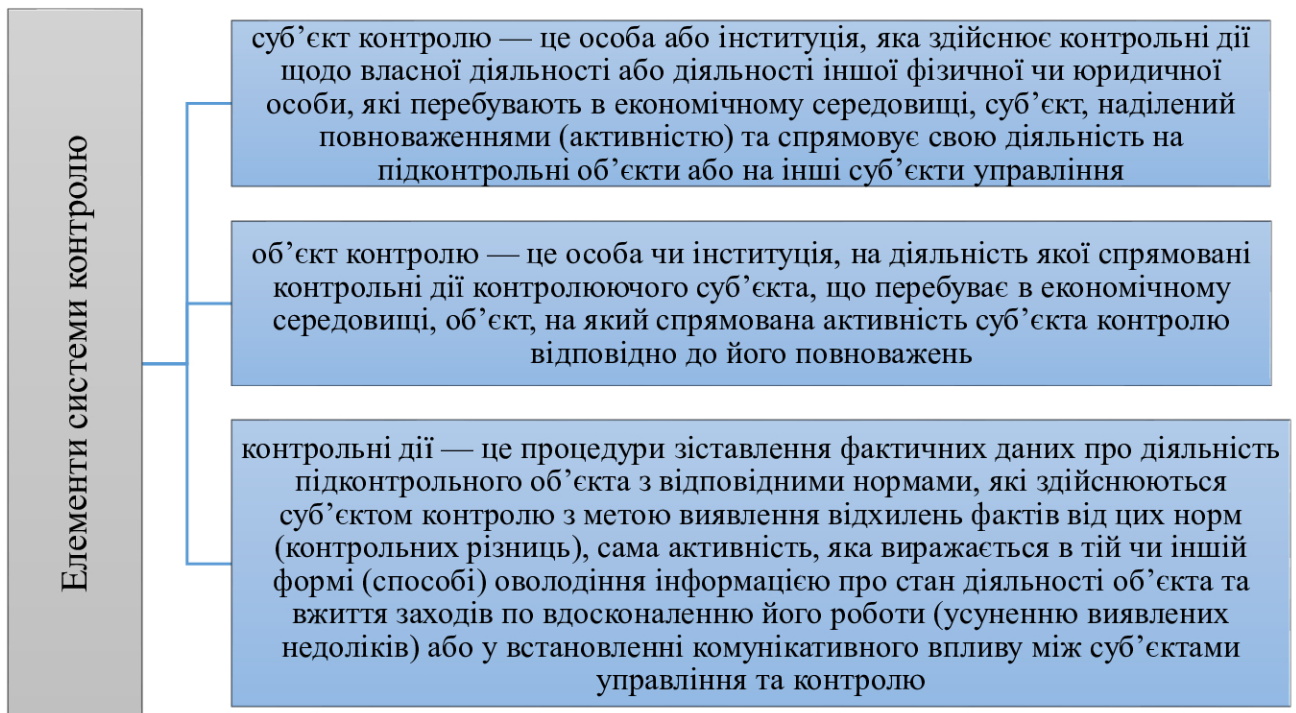 Елементи системи контролю
суб’єкт контролю — це особа або інституція, яка здійснює контрольні дії
щодо власної діяльності або діяльності іншої фізичної чи юридичної
особи, які перебувають в економічному середовищі, суб’єкт, наділений
повноваженнями (активністю) та спрямовує свою діяльність на
підконтрольні об’єкти або на інші суб’єкти управління
об’єкт контролю — це особа чи інституція, на діяльність якої спрямовані
контрольні дії контролюючого суб’єкта, що перебуває в економічному
середовищі, об’єкт, на який спрямована активність суб’єкта контролю
відповідно до його повноважень
контрольні дії — це процедури зіставлення фактичних даних про діяльність
підконтрольного об’єкта з відповідними нормами, які здійснюються
суб’єктом контролю з метою виявлення відхилень фактів від цих норм
(контрольних різниць), сама активність, яка виражається в тій чи іншій
формі (способі) оволодіння інформацією про стан діяльності об’єкта та
вжиття заходів по вдосконаленню його роботи (усуненню виявлених
недоліків) або у встановленні комунікативного впливу між суб’єктами
управління та контролю